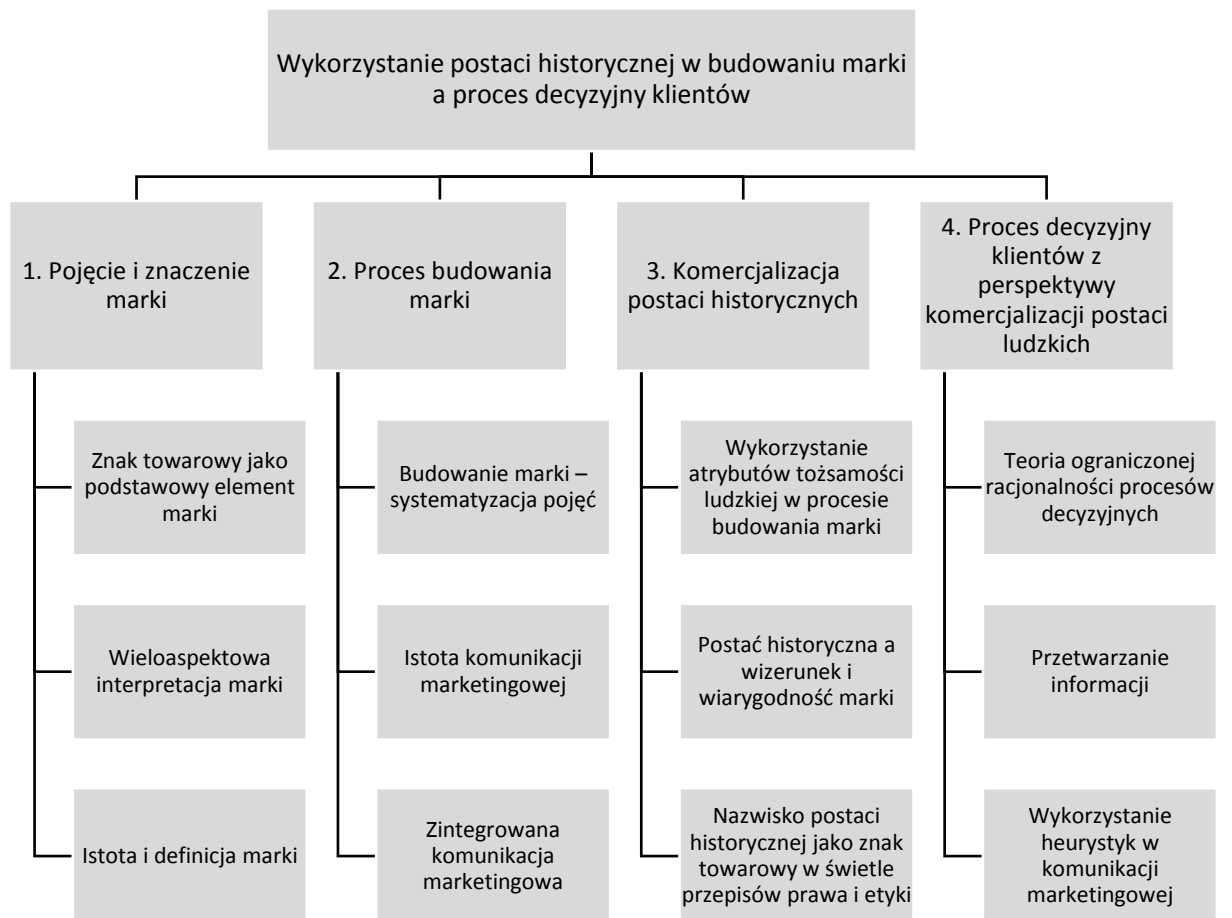 Wykorzystanie postaci historycznej w budowaniu marki
a proces decyzyjny klientów
1. Pojęcie i znaczenie
marki
Znak towarowy jako
podstawowy element
marki
Wieloaspektowa
interpretacja marki
Istota i definicja marki
2. Proces budowania
marki
Budowanie marki –
systematyzacja pojęć
Istota komunikacji
marketingowej
Zintegrowana
komunikacja
marketingowa
3. Komercjalizacja
postaci historycznych
Wykorzystanie
atrybutów tożsamości
ludzkiej w procesie
budowania marki
Postać historyczna a
wizerunek i
wiarygodność marki
Nazwisko postaci
historycznej jako znak
towarowy w świetle
przepisów prawa i etyki
4. Proces decyzyjny
klientów z
perspektywy
komercjalizacji postaci
ludzkich
Teoria ograniczonej
racjonalności procesów
decyzyjnych
Przetwarzanie
informacji
Wykorzystanie
heurystyk w
komunikacji
marketingowej